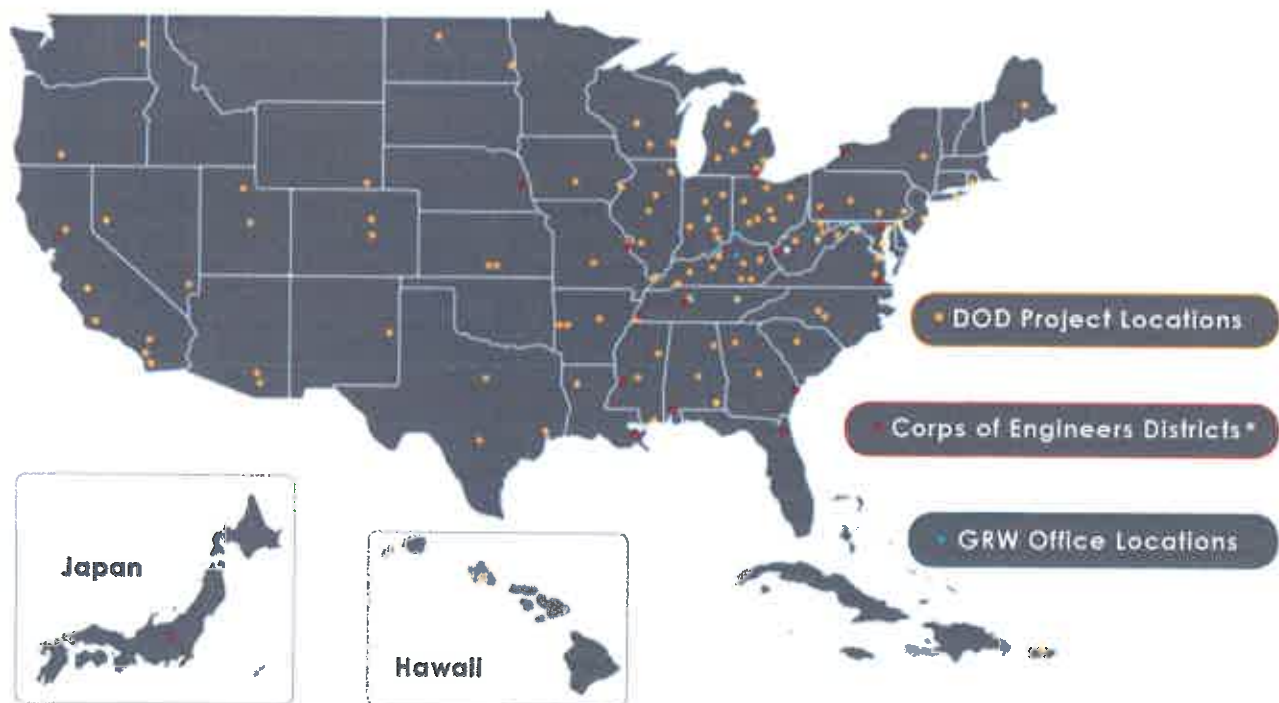 DOD Project Locations
Corps of Engineers Districts*
GRW Office Locations
Japan
Hawaii